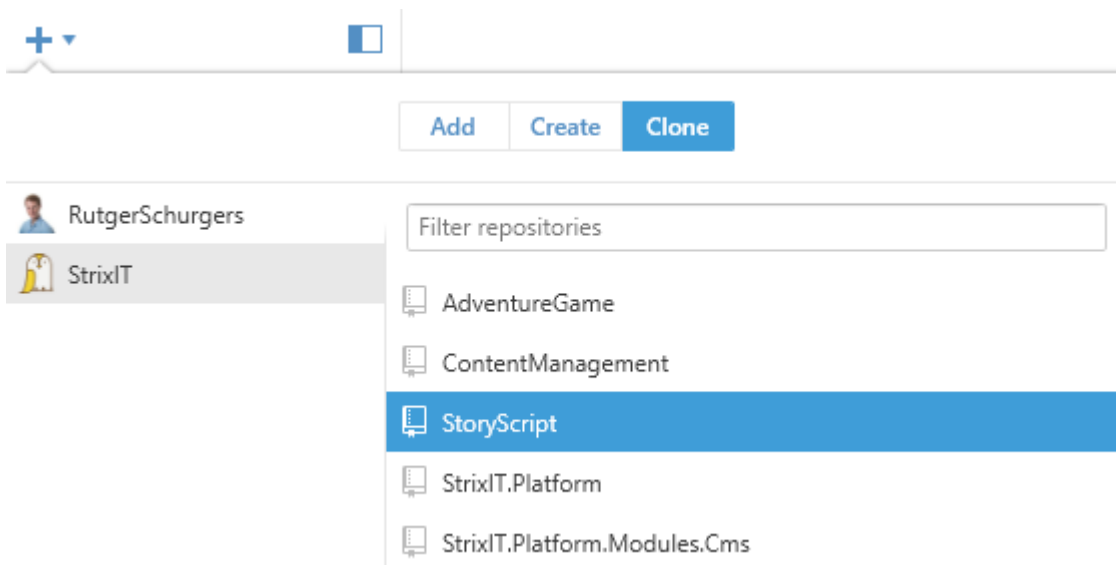 Add Create Clone
RutgerSchurgers
StrixIT
Filter repositories
AdventureGame
ContentManagement
StoryScript
StrixIT.Platform
StrixIT.Platform.Modules.Cms